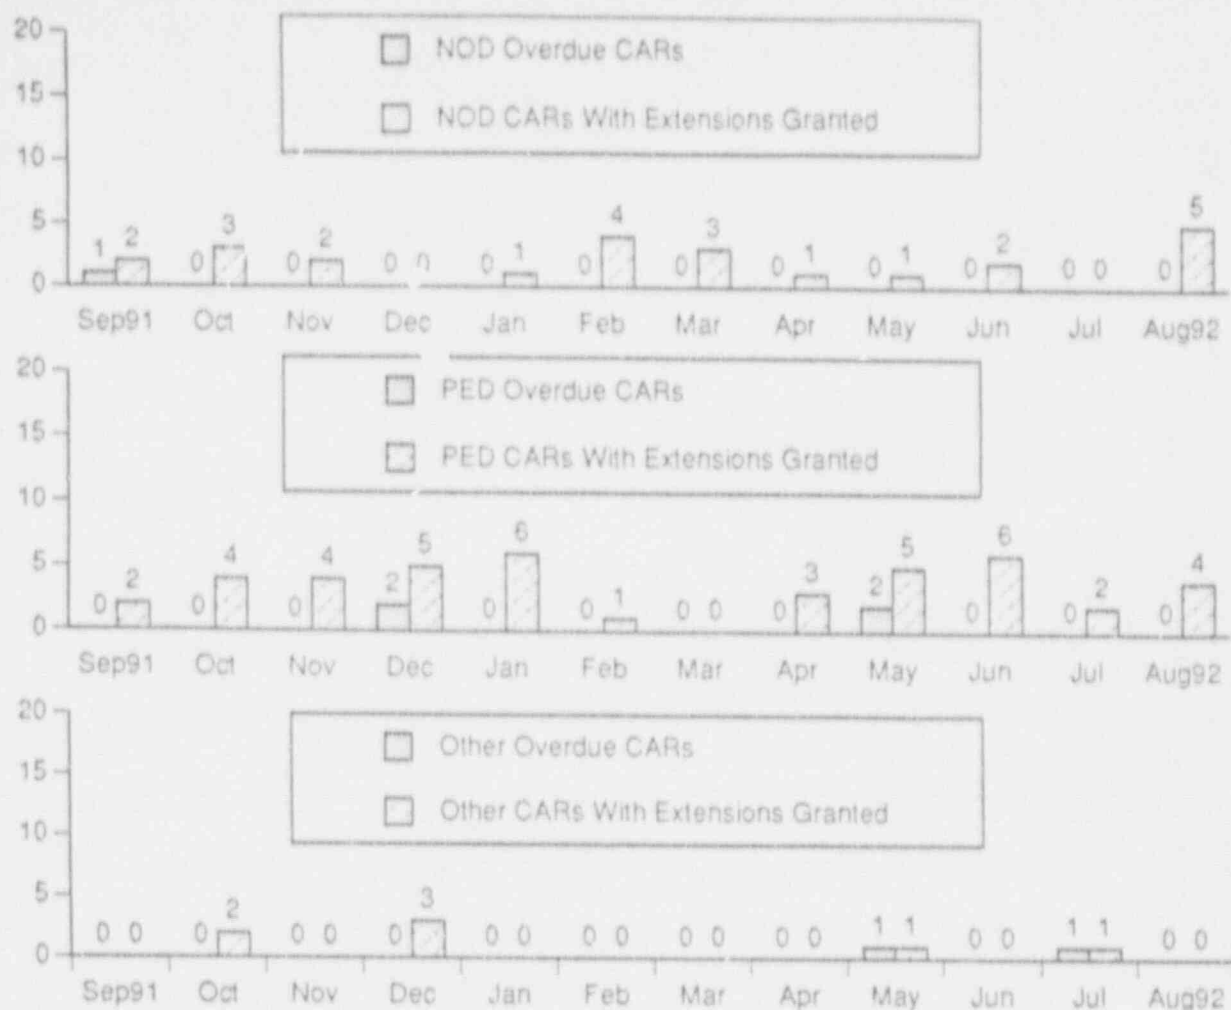 20
NOD Overdue CARs
15
NOD CARs With Extensions Granted
10
5
0
1 2 0 3 0 2 0 0 0 1 0 4 0 3 0 1 0 1 0 2 0 0 0 5
Sep91 Oct Nov Dec Jan Feb Mar Apr May Jun Jul Aug92
20
PED Overdue CARs
15
PED CARs With Extensions Granted
10
5
0
0 2 0 4 0 4 2 5 0 6 0 1 0 0 0 3 2 5 0 6 0 2 0 4
Sep91 Oct Nov Dec Jan Feb Mar Apr May Jun Jul Aug92
20
Other Overdue CARs
15
Other CARs With Extensions Granted
10
5
0
0 0 0 2 0 0 0 3 0 0 0 0 0 0 0 0 1 1 0 0 1 1 0 0
Sep91 Oct Nov Dec Jan Feb Mar Apr May Jun Jul Aug92